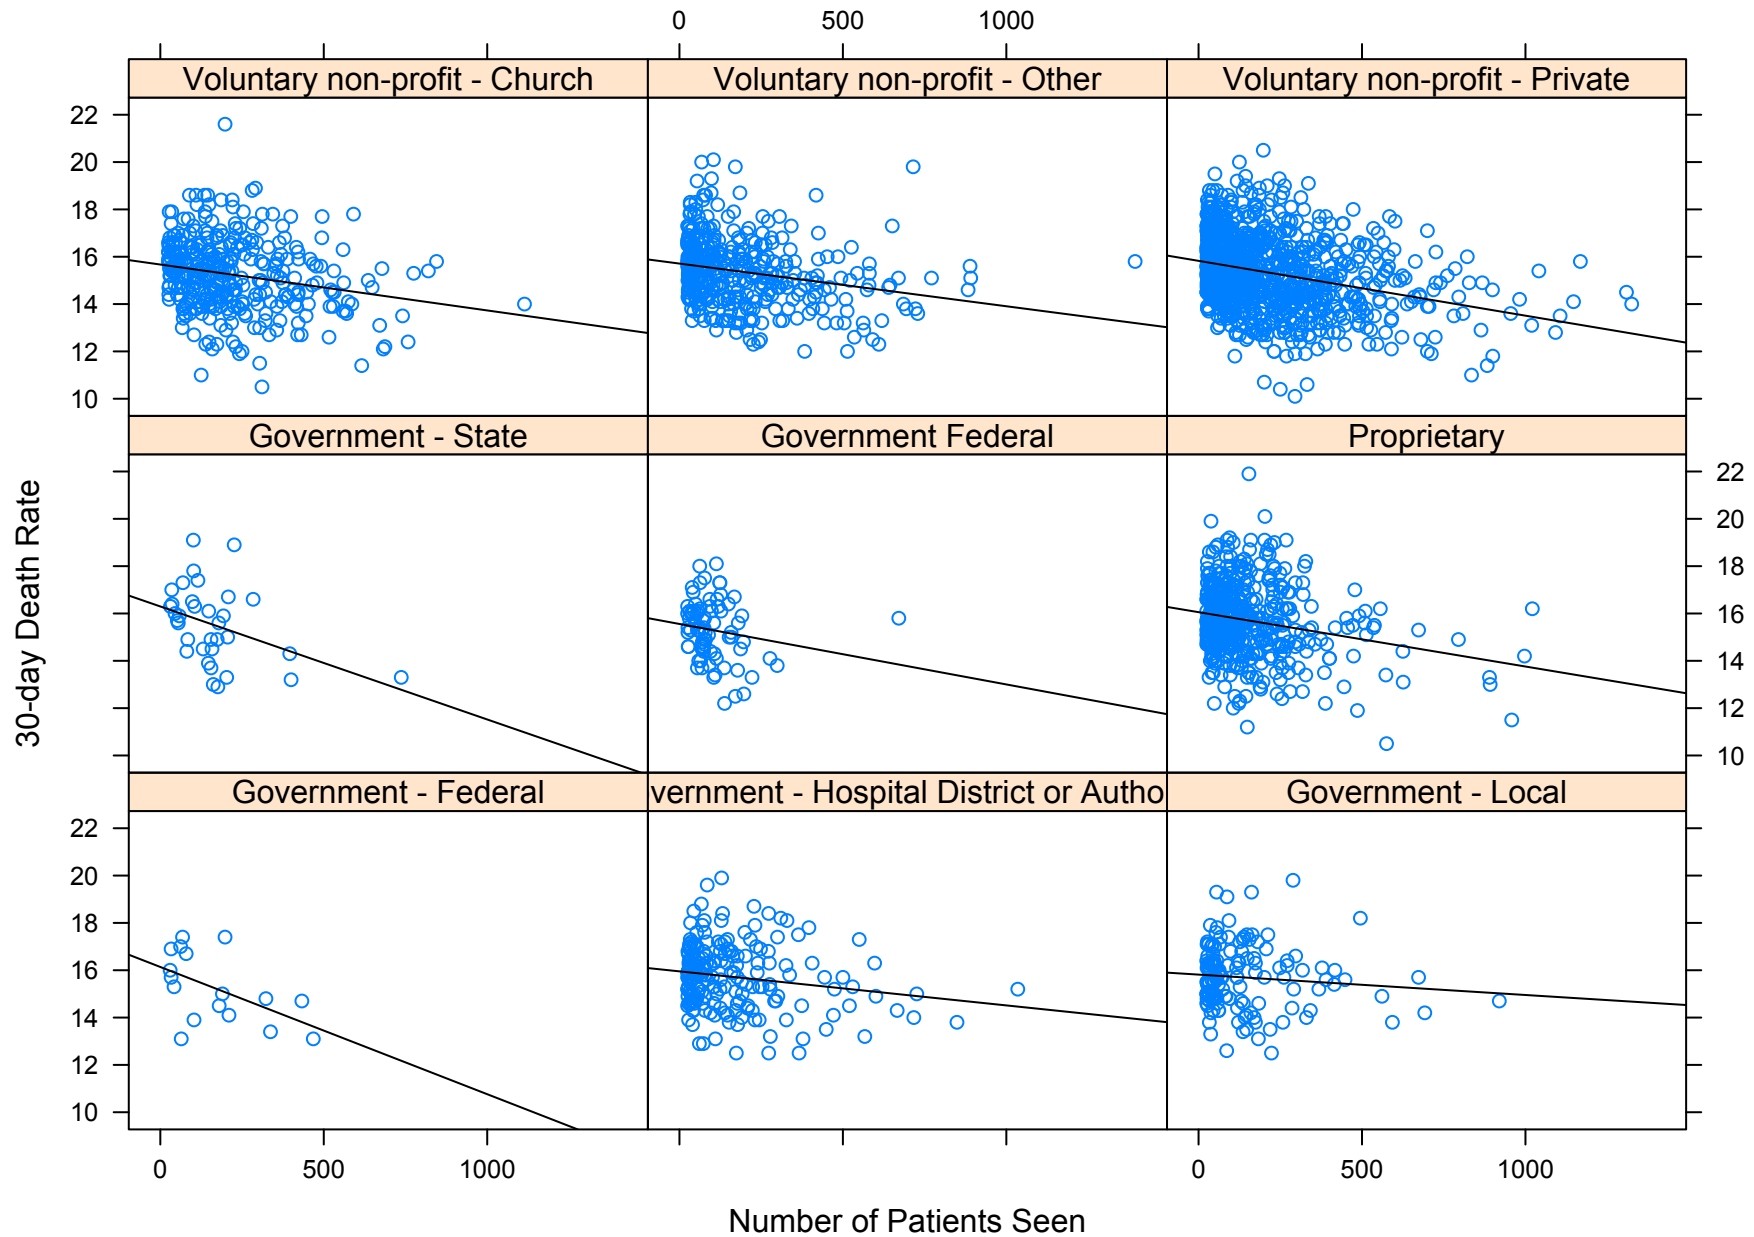 0 500 1000
Voluntary non-profit - Church
Voluntary non-profit - Other
Voluntary non-profit - Private
22
20
18
16
14
12
10
Government - State
Government Federal
Proprietary
22
20
18
16
14
12
10
30-day Death Rate
Government - Federal
vernment - Hospital District or Autho
Government - Local
22
20
18
16
14
12
10
0 500 1000
0 500 1000
Number of Patients Seen